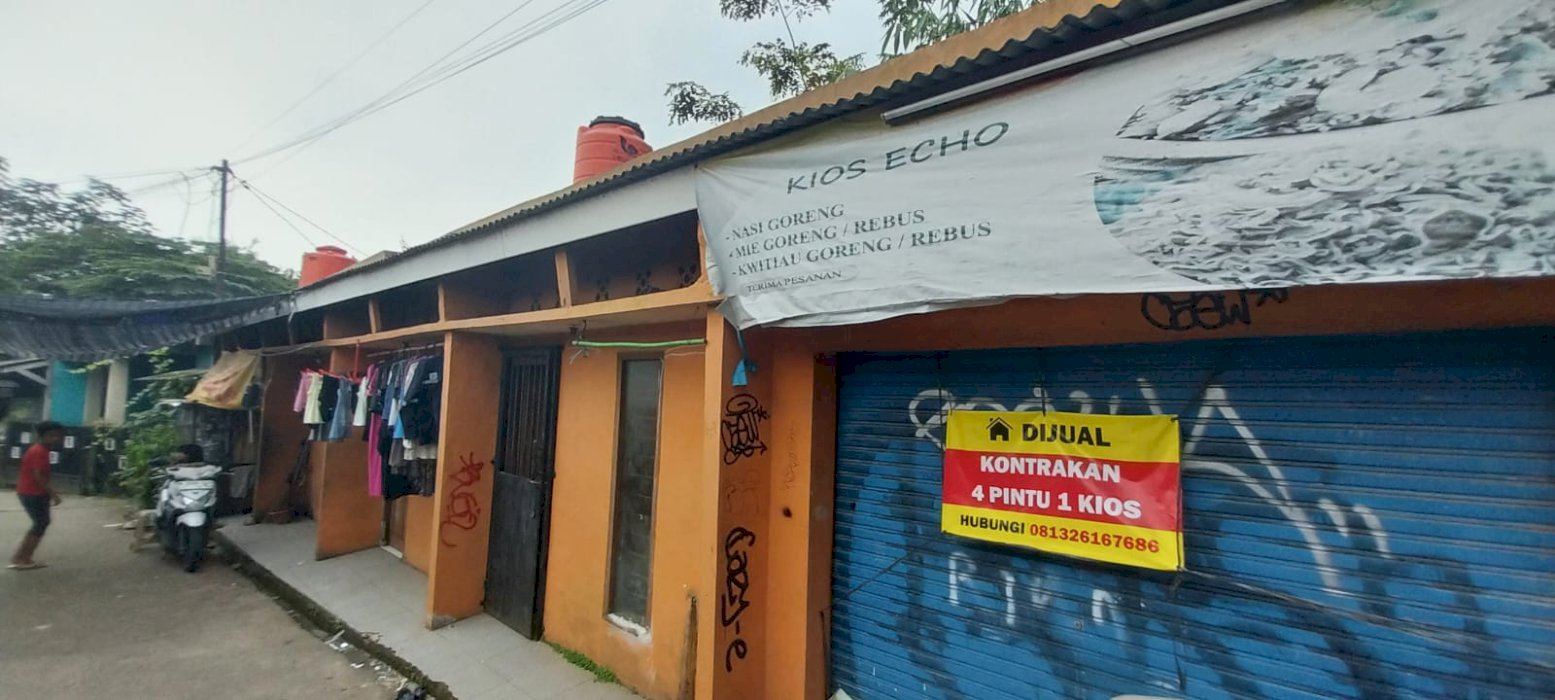 KIOS ECHO
- NASI GORENG
- MIE GORENG / REBUS
- KWITIAU GORENG / REBUS
TERIMA PESANAN
DIJUAL
KONTRAKAN
4 PINTU 1 KIOS
HUBUNGI 081326167686
Eazy-e